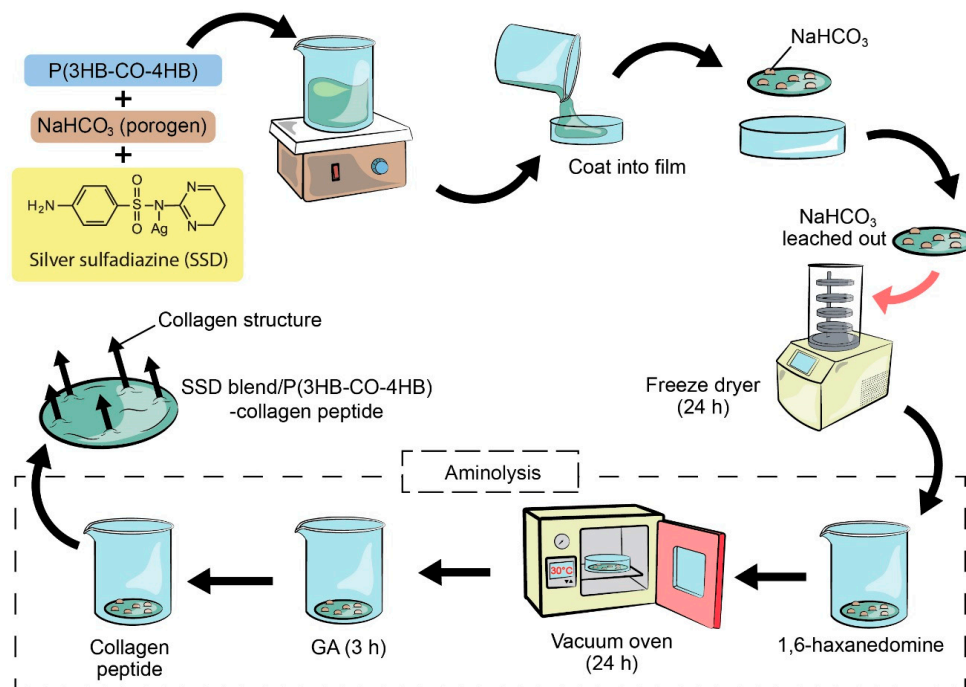 P(3HB-CO-4HB)
+
NaHCO₃ (porogen)
+
H₂N
O
S
O
N
Ag
N
N
Silver sulfadiazine (SSD)
Coat into film
NaHCO₃
NaHCO₃
leached out
Freeze dryer
(24 h)
Collagen structure
SSD blend/P(3HB-CO-4HB)
-collagen peptide
Aminolysis
1,6-haxanedomine
30°C
Vacuum oven
(24 h)
GA (3 h)
Collagen
peptide